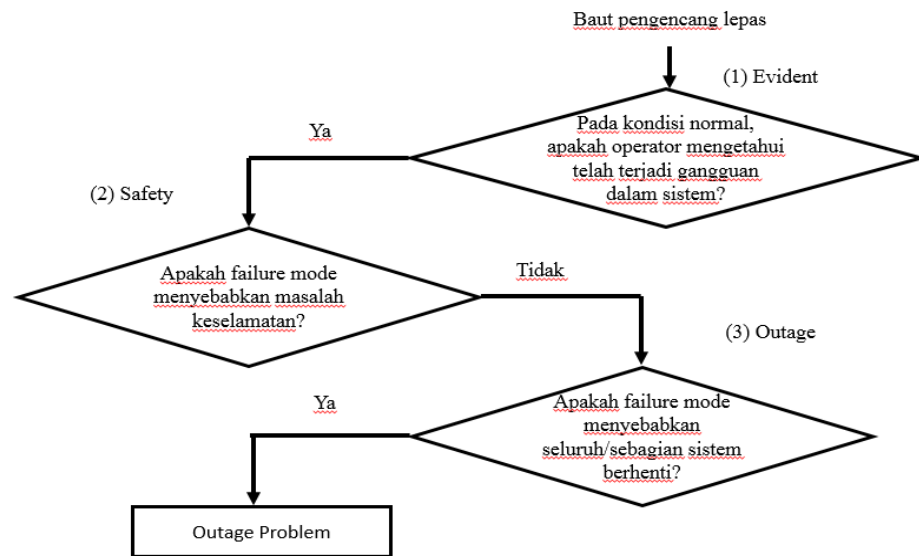 Baut pengencang lepas
(1) Evident
Pada kondisi normal,
apakah operator mengetahui
telah terjadi gangguan
dalam sistem?
Ya
(2) Safety
Apakah failure mode
menyebabkan masalah
keselamatan?
Tidak
(3) Outage
Apakah failure mode
menyebabkan
seluruh/sebagian sistem
berhenti?
Ya
Outage Problem